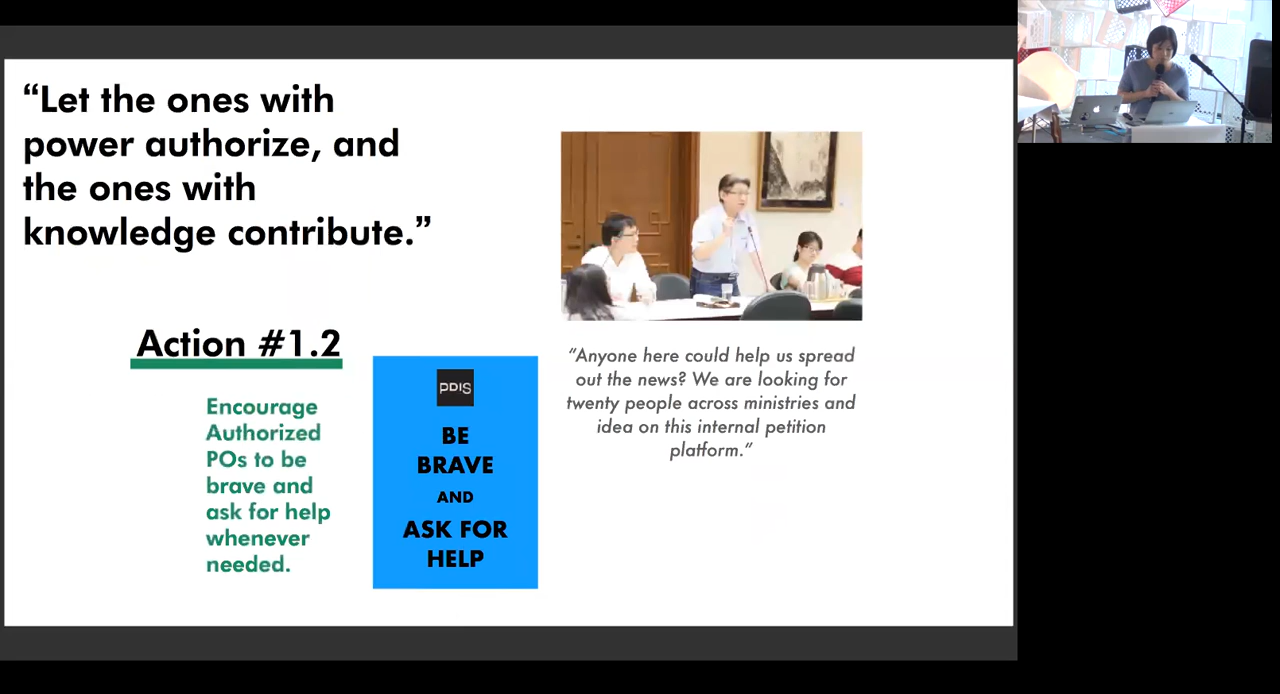 “Let the ones with
power authorize, and
the ones with
knowledge contribute.”
Action #1.2
Encourage
Authorized
POs to be
brave and
ask for help
whenever
needed.
PDIS
BE
BRAVE
AND
ASK FOR
HELP
“Anyone here could help us spread
out the news? We are looking for
twenty people across ministries and
idea on this internal petition
platform.”